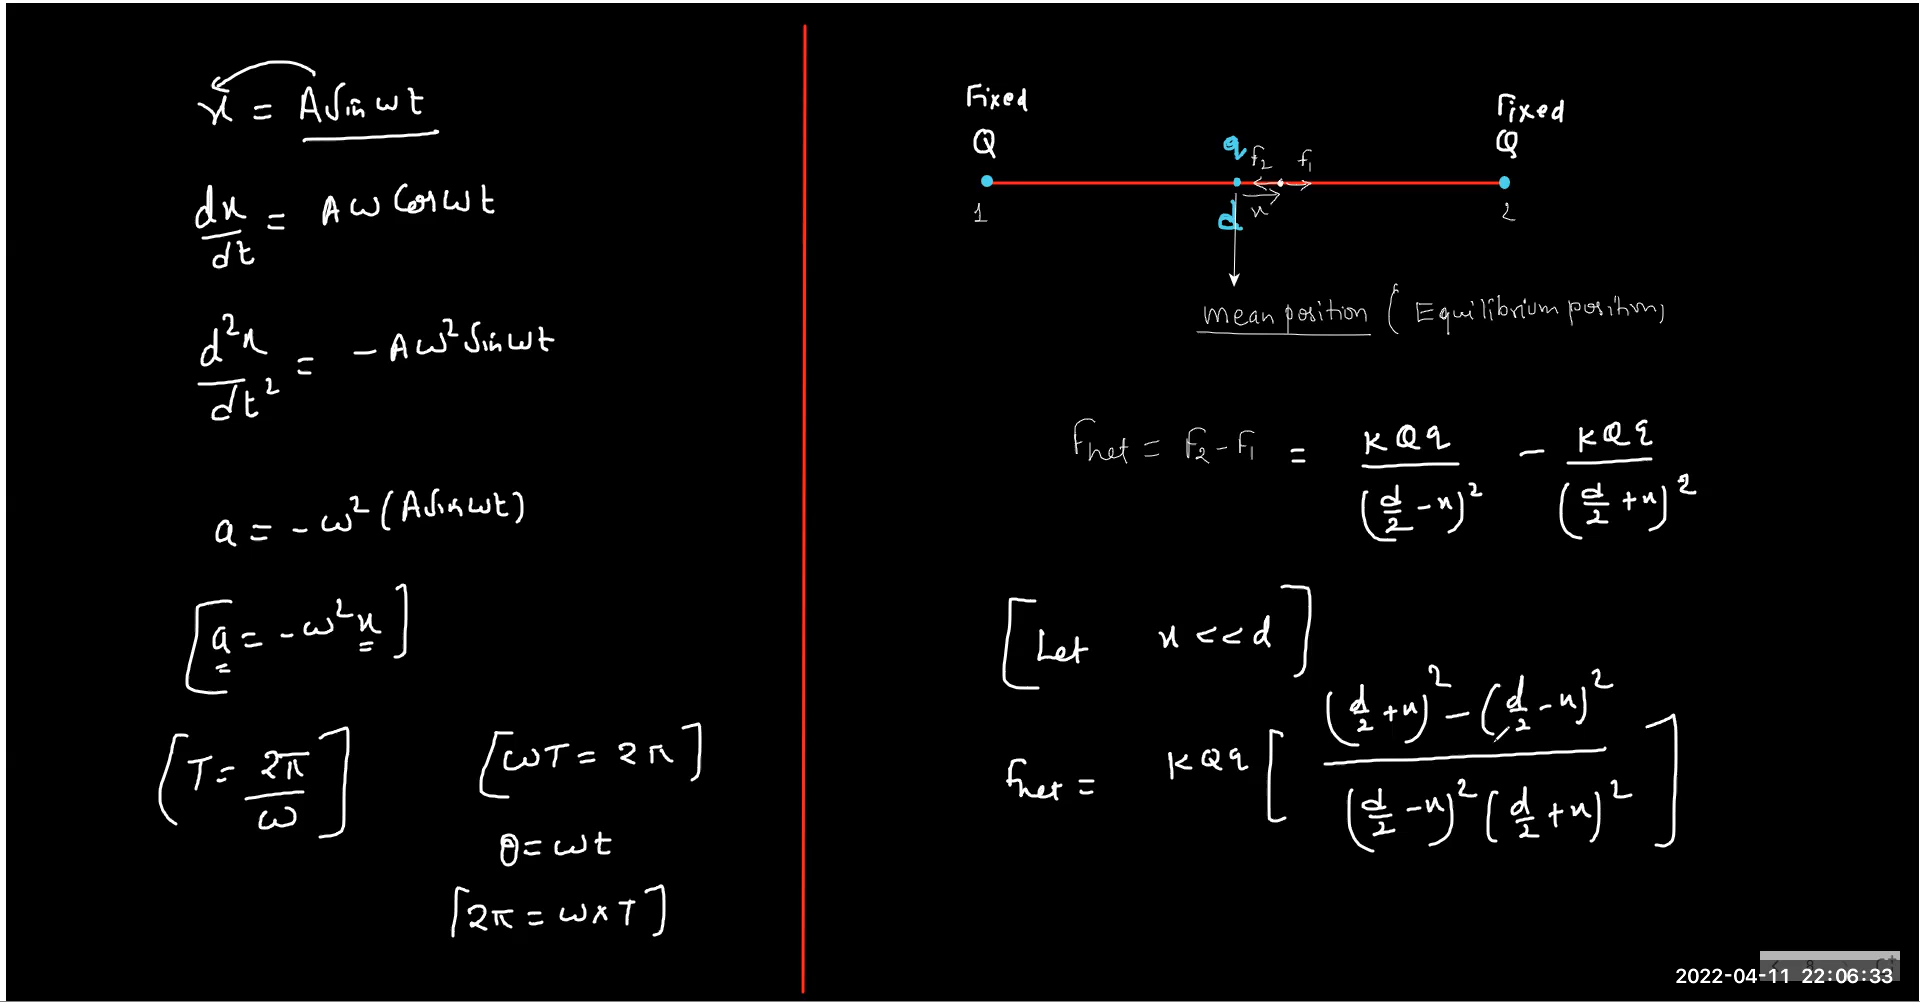 x = A sin ωt
dx/dt = Aω Cos ωt
d²x/dt² = - Aω² sin ωt
a = - ω² (A sin ωt)
[a = - ω² x]
(T = 2π/ω]
[ωT = 2π]
θ = ωt
[2π = ω × T]
Fixed Fixed
Q q Q
F₂ F₁
1 d x 2
mean position ( Equilibrium position)
Fnet = F₂ - F₁ = KQq/(d/2 - x)² - KQq/(d/2 + x)²
[Let x << d]
Fnet = KQq [ ((d/2 + x)² - (d/2 - x)²) / ((d/2 - x)² (d/2 + x)²) ]
2022-04-11 22:06:33